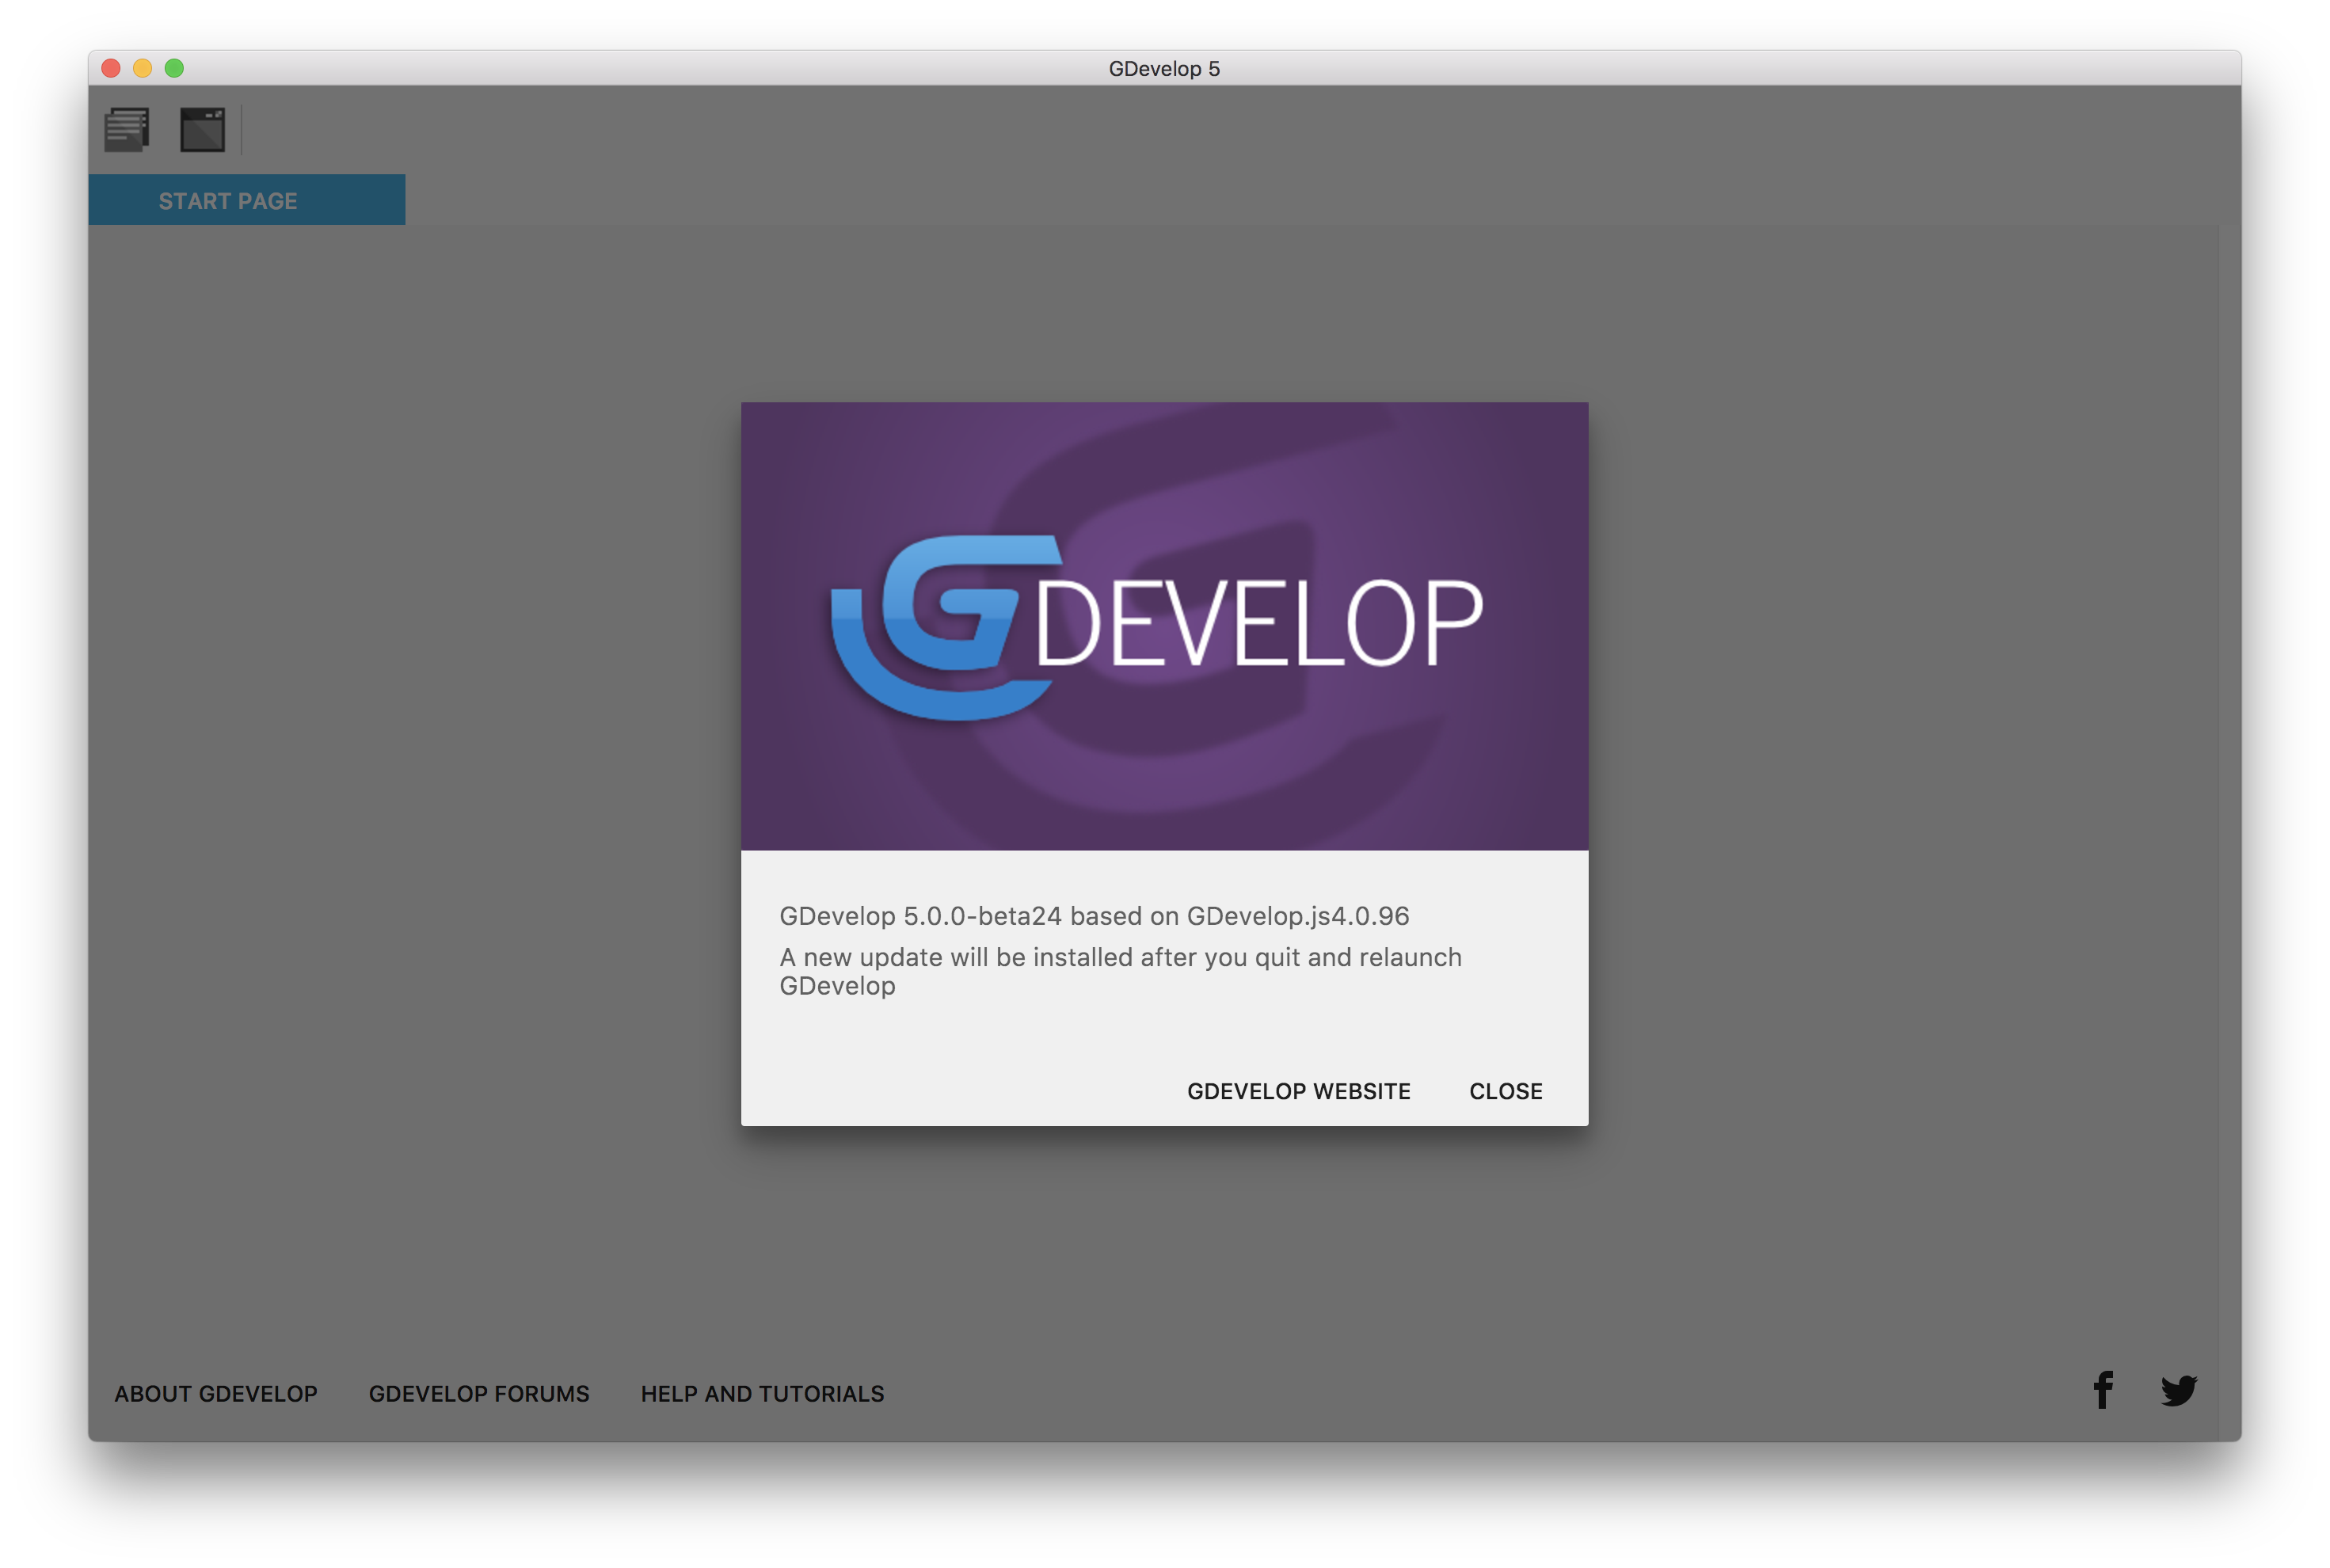 GDevelop 5
START PAGE
GDEVELOP
GDevelop 5.0.0-beta24 based on GDevelop.js4.0.96
A new update will be installed after you quit and relaunch
GDevelop
GDEVELOP WEBSITE CLOSE
ABOUT GDEVELOP GDEVELOP FORUMS HELP AND TUTORIALS